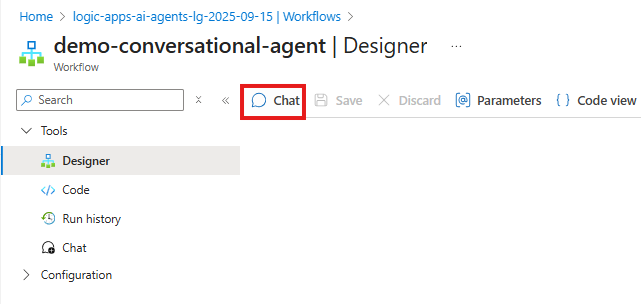 Home > logic-apps-ai-agents-lg-2025-09-15 | Workflows >
demo-conversational-agent | Designer ...
Workflow
Search
Chat Save Discard Parameters Code view
Tools
Designer
Code
Run history
Chat
Configuration